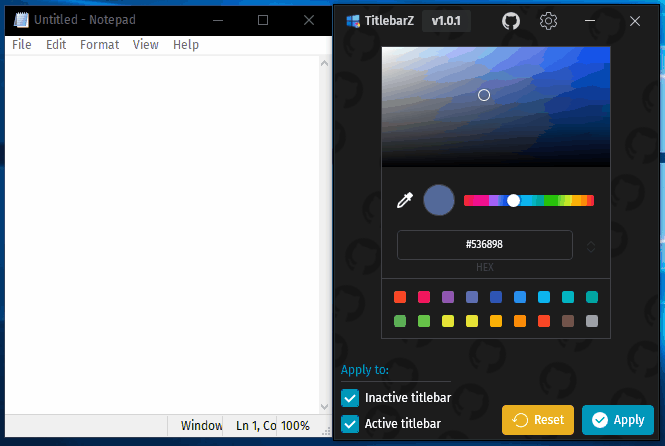 Untitled - Notepad
File Edit Format View Help
Window Ln 1, Co 100%
TitlebarZ v1.0.1
#536898
HEX
Apply to:
Inactive titlebar
Active titlebar
Reset
Apply